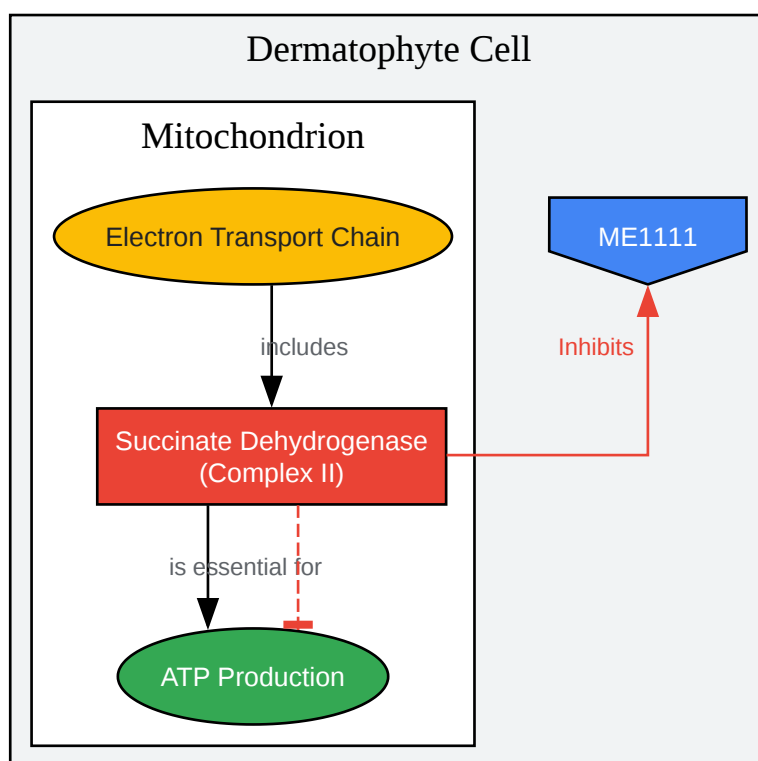 Dermatophyte Cell
Mitochondrion
Electron Transport Chain
ME1111
includes
Inhibits
Succinate Dehydrogenase
(Complex II)
is essential for
ATP Production